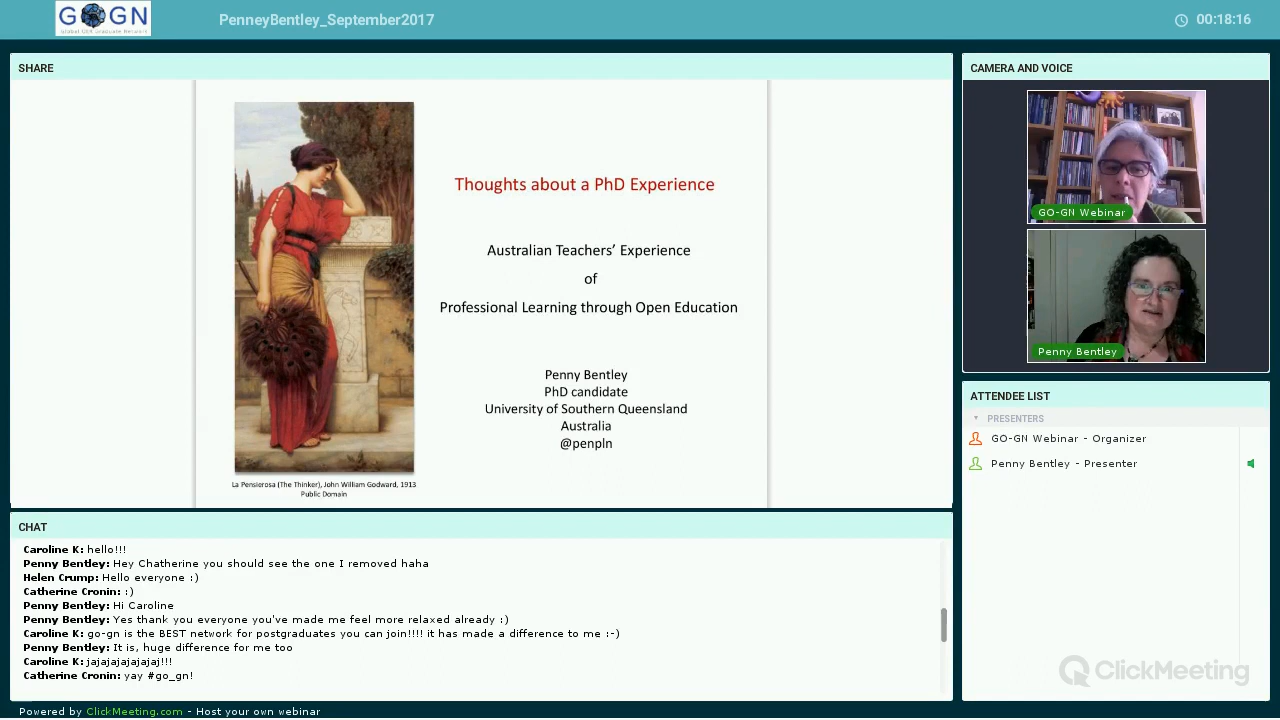 GOGN
Global OER Graduate Network
PenneyBentley_September2017
00:18:16
SHARE
Thoughts about a PhD Experience
Australian Teachers' Experience
of
Professional Learning through Open Education
Penny Bentley
PhD candidate
University of Southern Queensland
Australia
@penpln
La Pensierosa (The Thinker), John William Godward, 1913
Public Domain
CAMERA AND VOICE
GO-GN Webinar
Penny Bentley
ATTENDEE LIST
PRESENTERS
GO-GN Webinar - Organizer
Penny Bentley - Presenter
CHAT
Caroline K: hello!!!
Penny Bentley: Hey Chatherine you should see the one I removed haha
Helen Crump: Hello everyone :)
Catherine Cronin: :)
Penny Bentley: Hi Caroline
Penny Bentley: Yes thank you everyone you've made me feel more relaxed already :)
Caroline K: go-gn is the BEST network for postgraduates you can join!!!! it has made a difference to me :-)
Penny Bentley: It is, huge difference for me too
Caroline K: jajajajajajajaj!!!
Catherine Cronin: yay #go_gn!
ClickMeeting
Powered by ClickMeeting.com - Host your own webinar